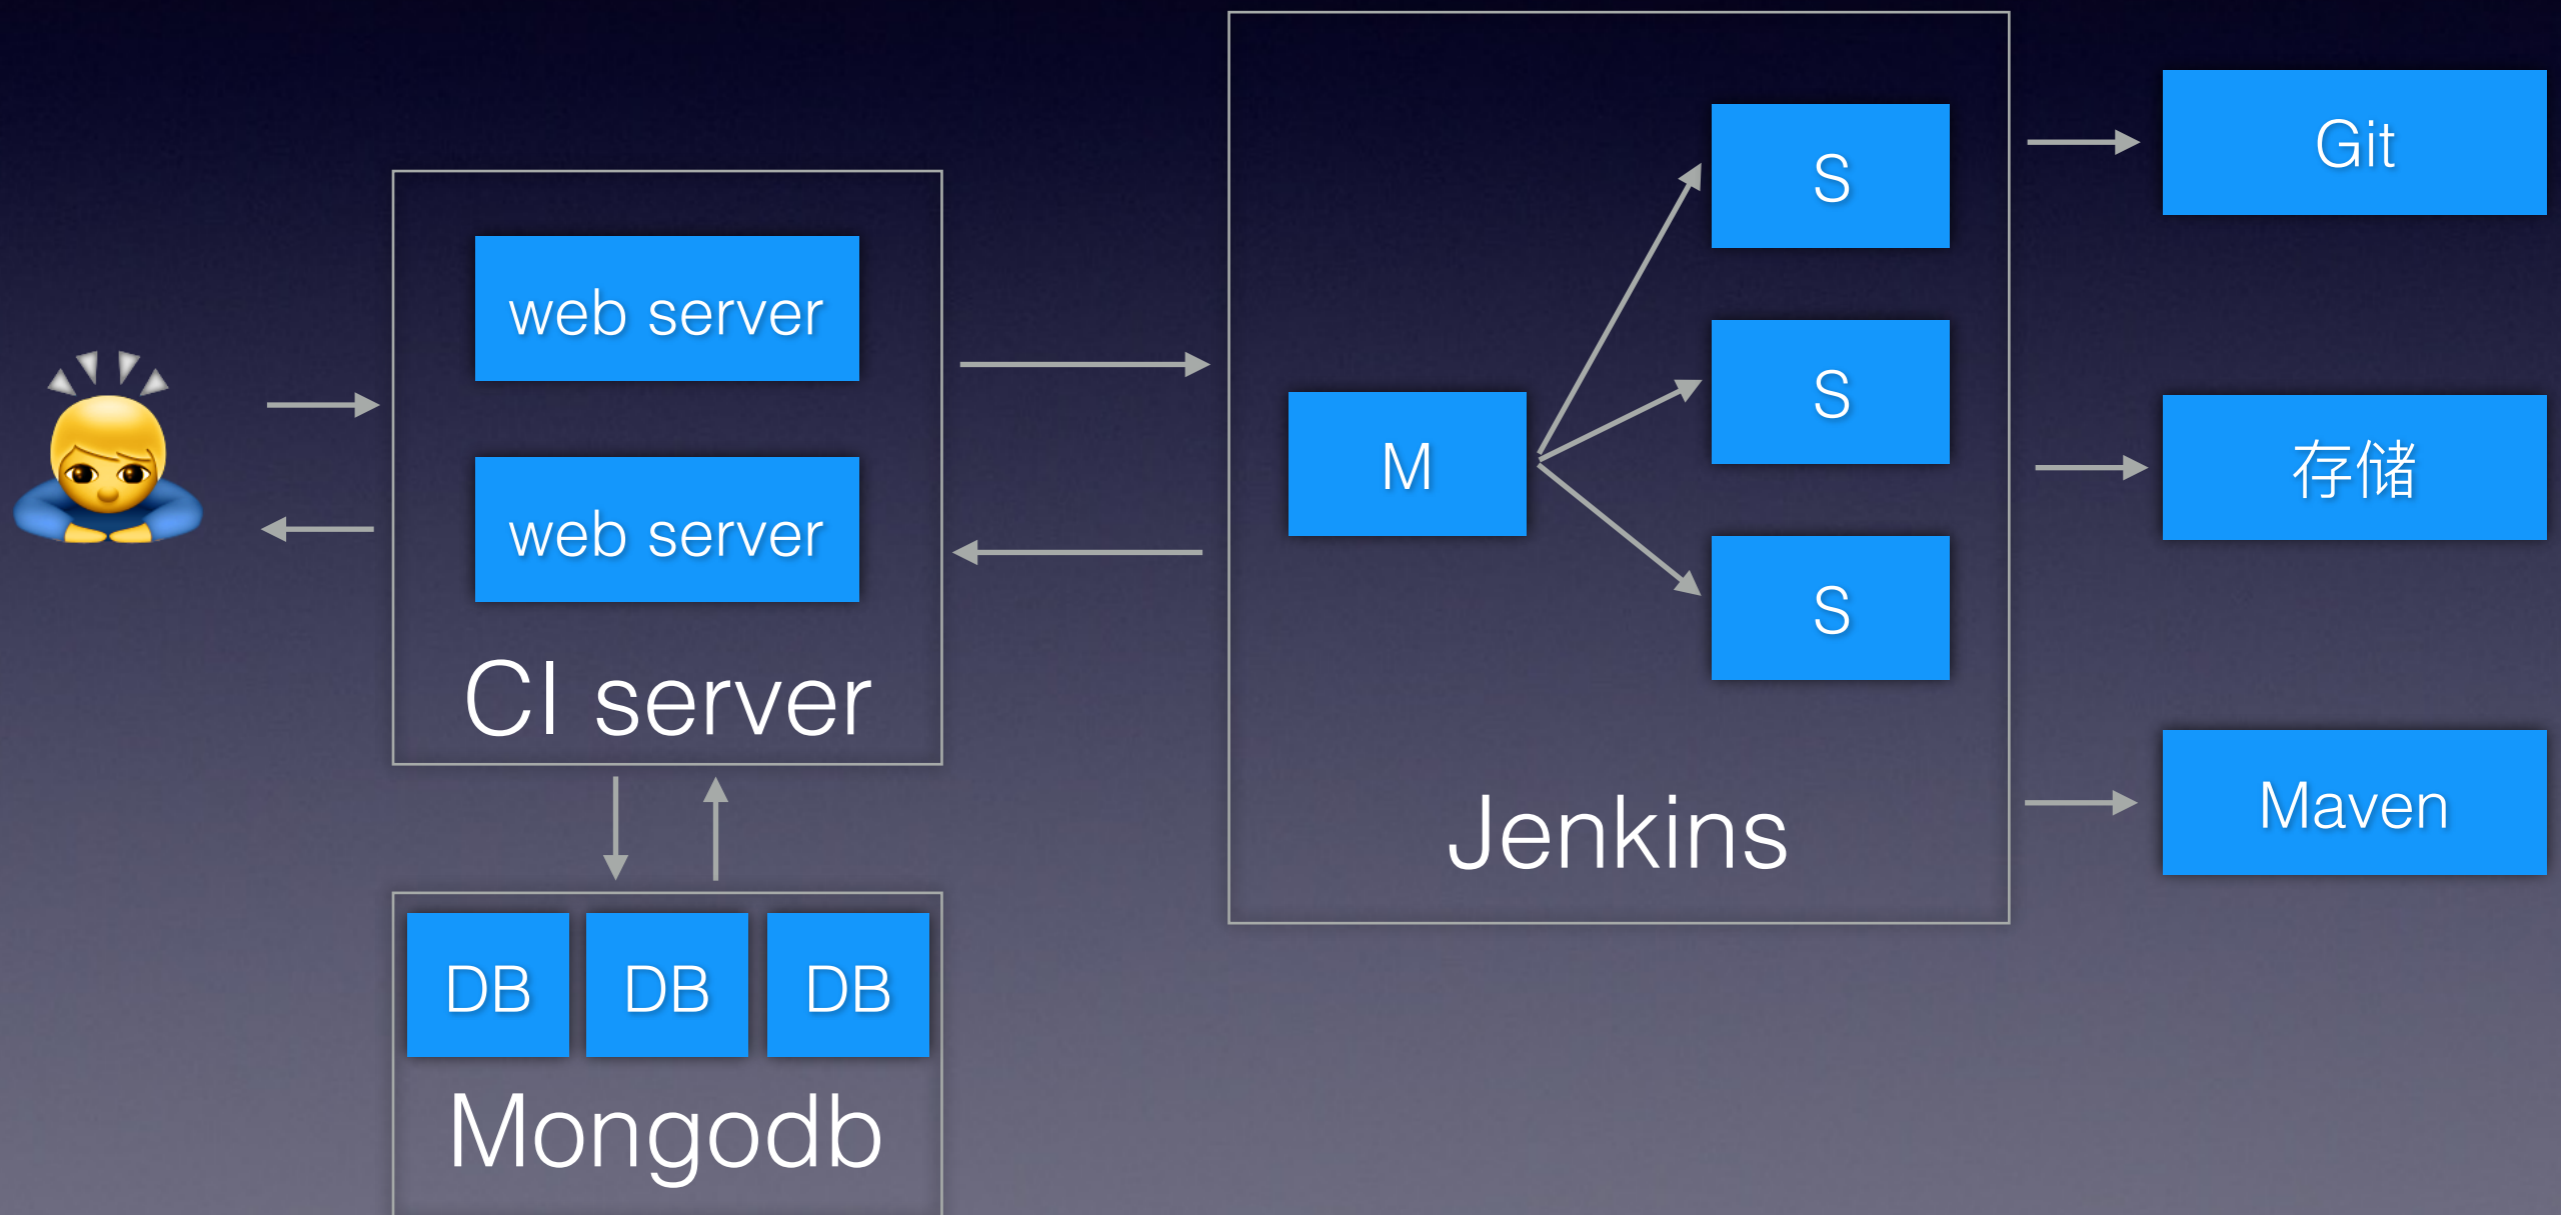 web server
web server
CI server
DB
DB
DB
Mongodb
M
S
S
S
Jenkins
Git
存储
Maven